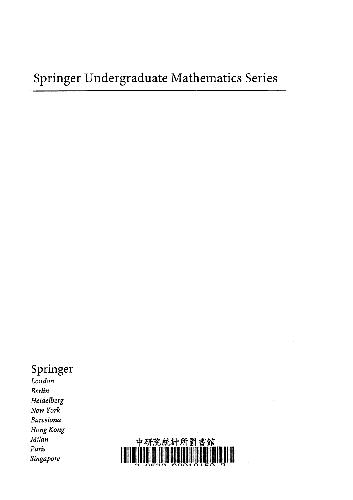 Springer Undergraduate Mathematics Series
Springer
London
Berlin
Heidelberg
New York
Barcelona
Hong Kong
Milan
Paris
Singapore
中研院統計所圖書館